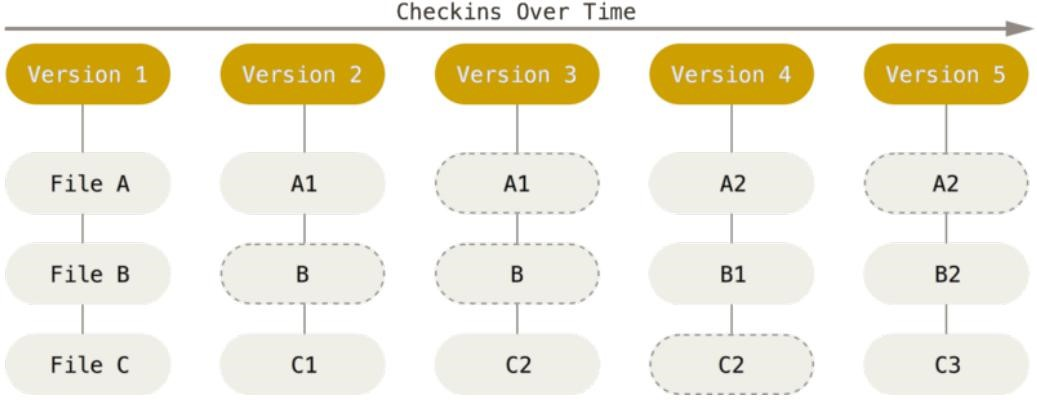 Checkins Over Time
Version 1 Version 2 Version 3 Version 4 Version 5
File A A1 A1 A2 A2
File B B B B1 B2
File C C1 C2 C2 C3